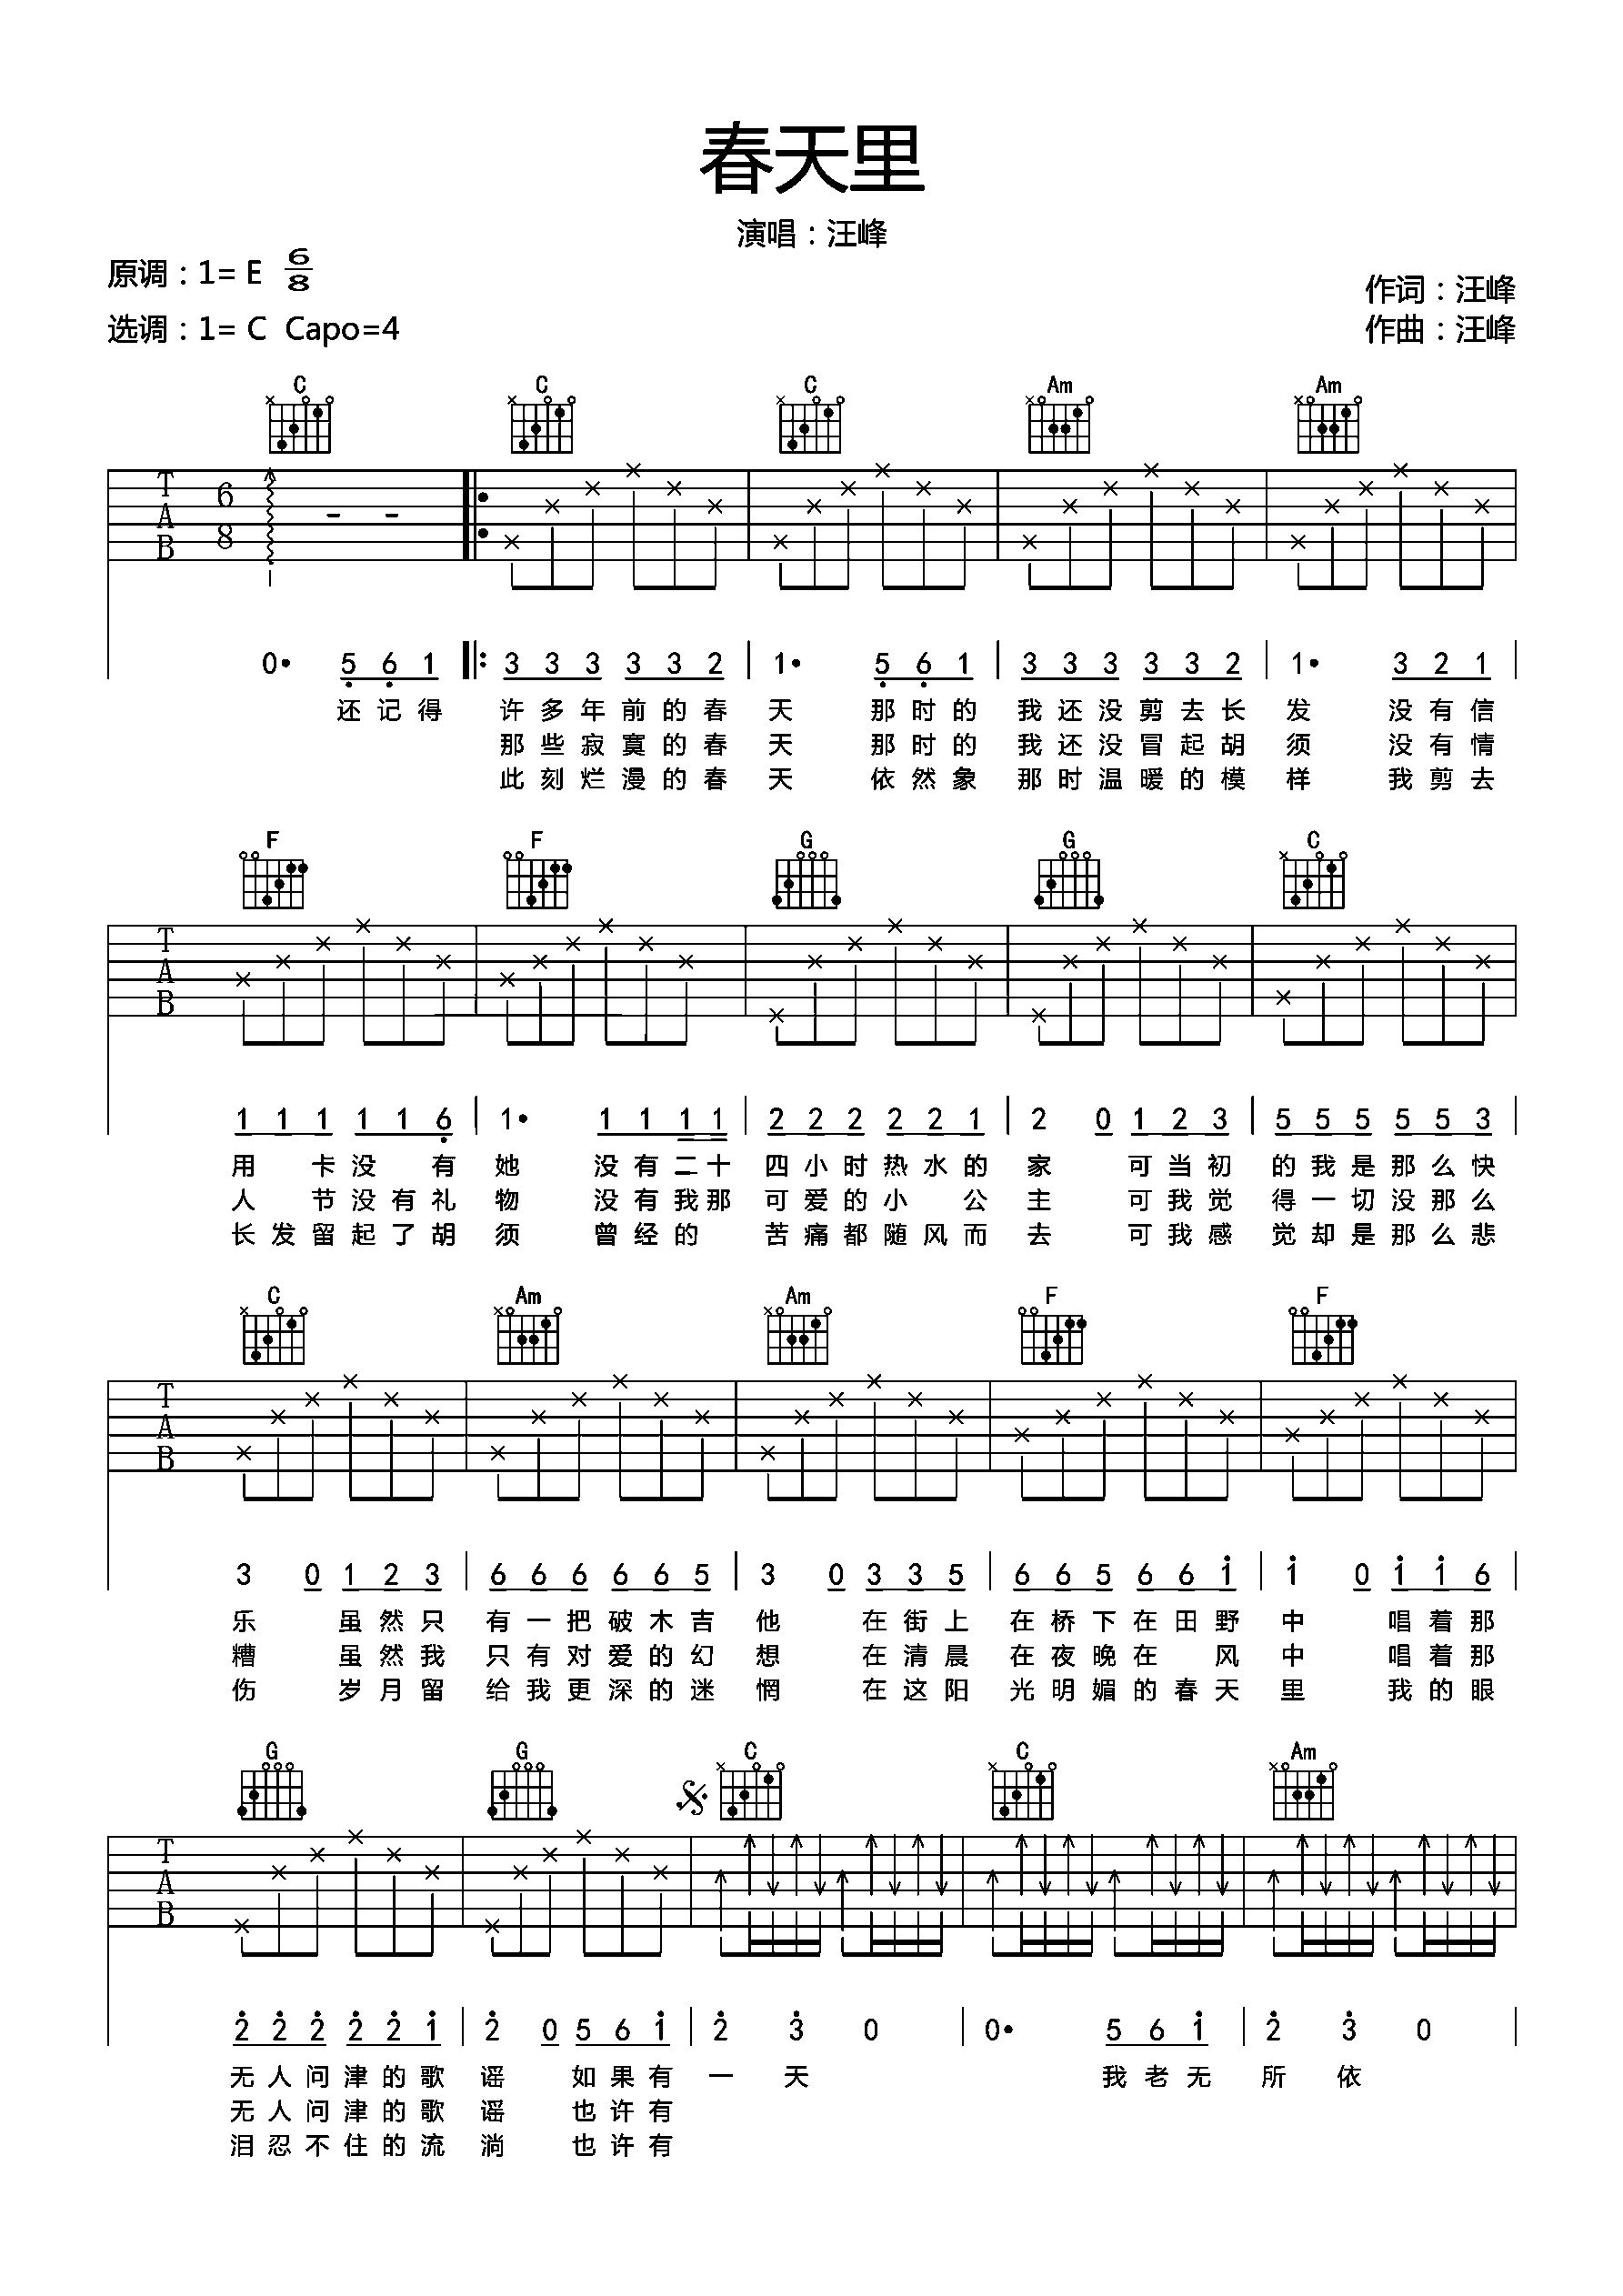 春天里
演唱：汪峰
原调：1= E 6/8
作词：汪峰
选调：1= C Capo=4
作曲：汪峰
C C C Am Am
T A B 6 8
0· 5 6 1 3 3 3 3 3 2 1· 5 6 1 3 3 3 3 3 2 1· 3 2 1
还记得 许多年前的春天 那时的我还没剪去长发 没有信
那些寂寞的春天 那时的我还没冒起胡须 没有情
此刻烂漫的春天 依然象那时温暖的模样 我剪去
F F G G C
T A B
1 1 1 1 1 6 1· 1 1 1 1 2 2 2 2 2 1 2 0 1 2 3 5 5 5 5 5 3
用 卡没 有她 没有二十四小时热水的家 可当初的我是那么快
人 节没有礼物 没有我那可爱的小 公主 可我觉得一切没那么
长发留起了胡须 曾经的 苦痛都随风而去 可我感觉却是那么悲
C Am Am F F
T A B
3 0 1 2 3 6 6 6 6 6 5 3 0 3 3 5 6 6 5 6 6 1 1 0 1 1 6
乐 虽然只有一把破木吉他 在街上在桥下在田野中 唱着那
糟 虽然我只有对爱的幻想 在清晨在夜晚在 风中 唱着那
伤 岁月留给我更深的迷惘 在这阳光明媚的春天里 我的眼
G G C C Am
T A B
2 2 2 2 2 1 2 0 5 6 1 2 3 0 0· 5 6 1 2 3 0
无人问津的歌谣 如果有一天 我老无所依
无人问津的歌谣 也许有
泪忍不住的流淌 也许有